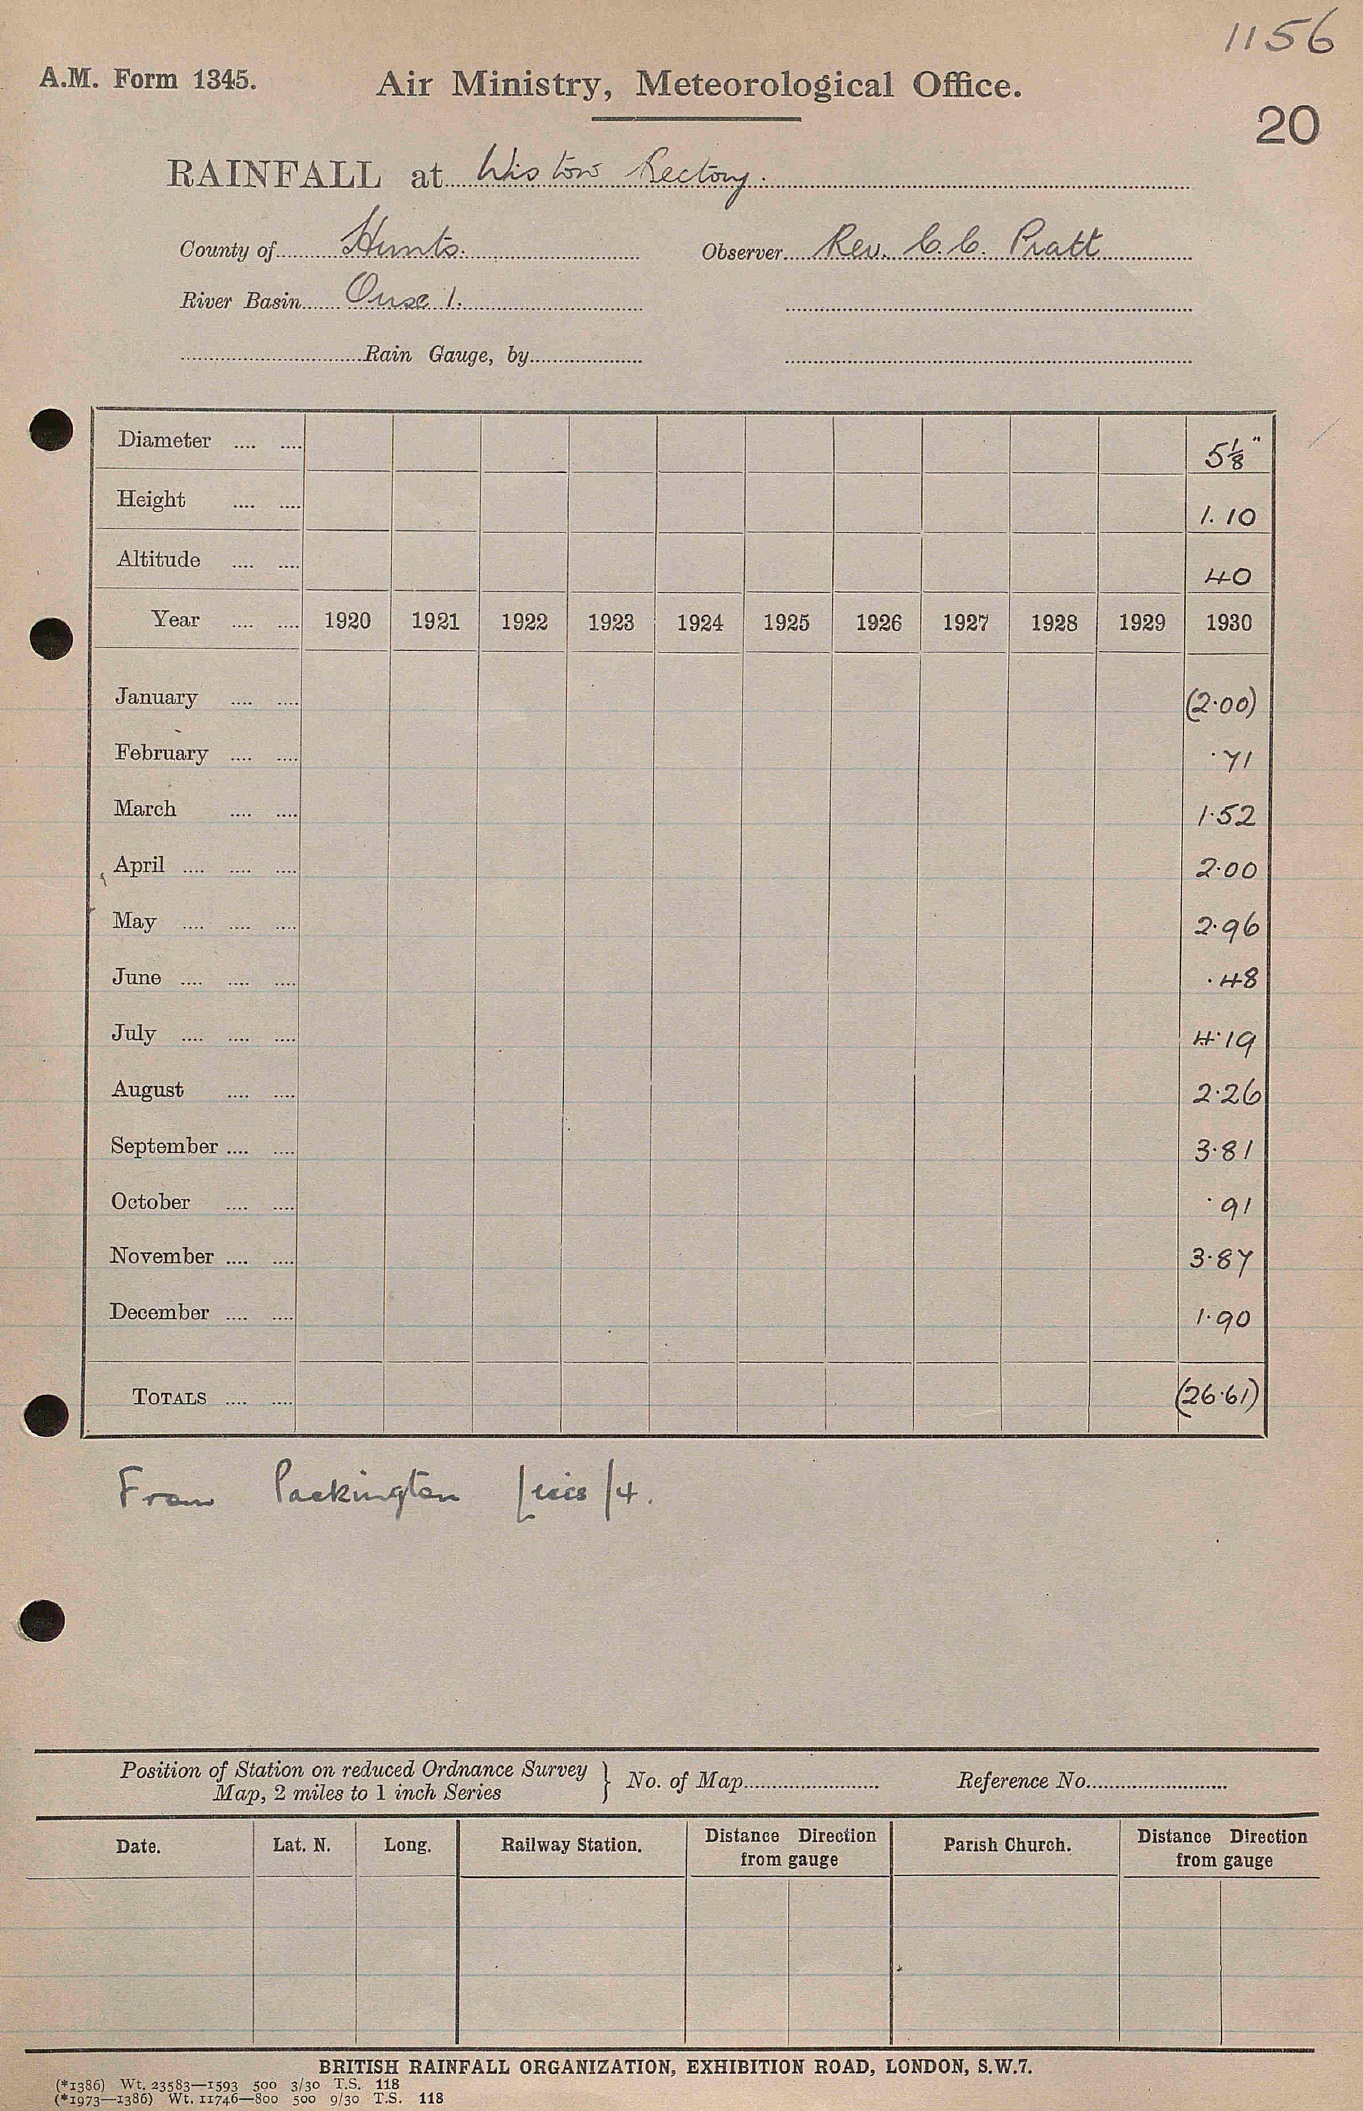 1156
A.M. Form 1345. Air Ministry, Meteorological Office.
20
RAINFALL at Wistow Rectory.
County of Hunts. Observer Rev. C. C. Pratt
River Basin Ouse 1.
Rain Gauge, by
Diameter .... .... 5⅛"
Height .... .... 1.10
Altitude .... .... 40
Year .... .... 1920 1921 1922 1923 1924 1925 1926 1927 1928 1929 1930
January .... .... (2·00)
February .... .... ·71
March .... .... 1·52
April .... .... .... 2·00
May .... .... .... 2·96
June .... .... .... ·48
July .... .... .... 4·19
August .... .... 2·26
September .... .... 3·81
October .... .... ·91
November .... .... 3·87
December .... .... 1·90
TOTALS .... .... (26·61)
From Packington /Leics/4.
Position of Station on reduced Ordnance Survey
Map, 2 miles to 1 inch Series } No. of Map Reference No.
Date. Lat. N. Long. Railway Station. Distance Direction from gauge Parish Church. Distance Direction from gauge
BRITISH RAINFALL ORGANIZATION, EXHIBITION ROAD, LONDON, S.W.7.
(*1386) Wt. 23583—1593 500 3/30 T.S. 118
(*1973—1386) Wt. 11746—800 500 9/30 T.S. 118